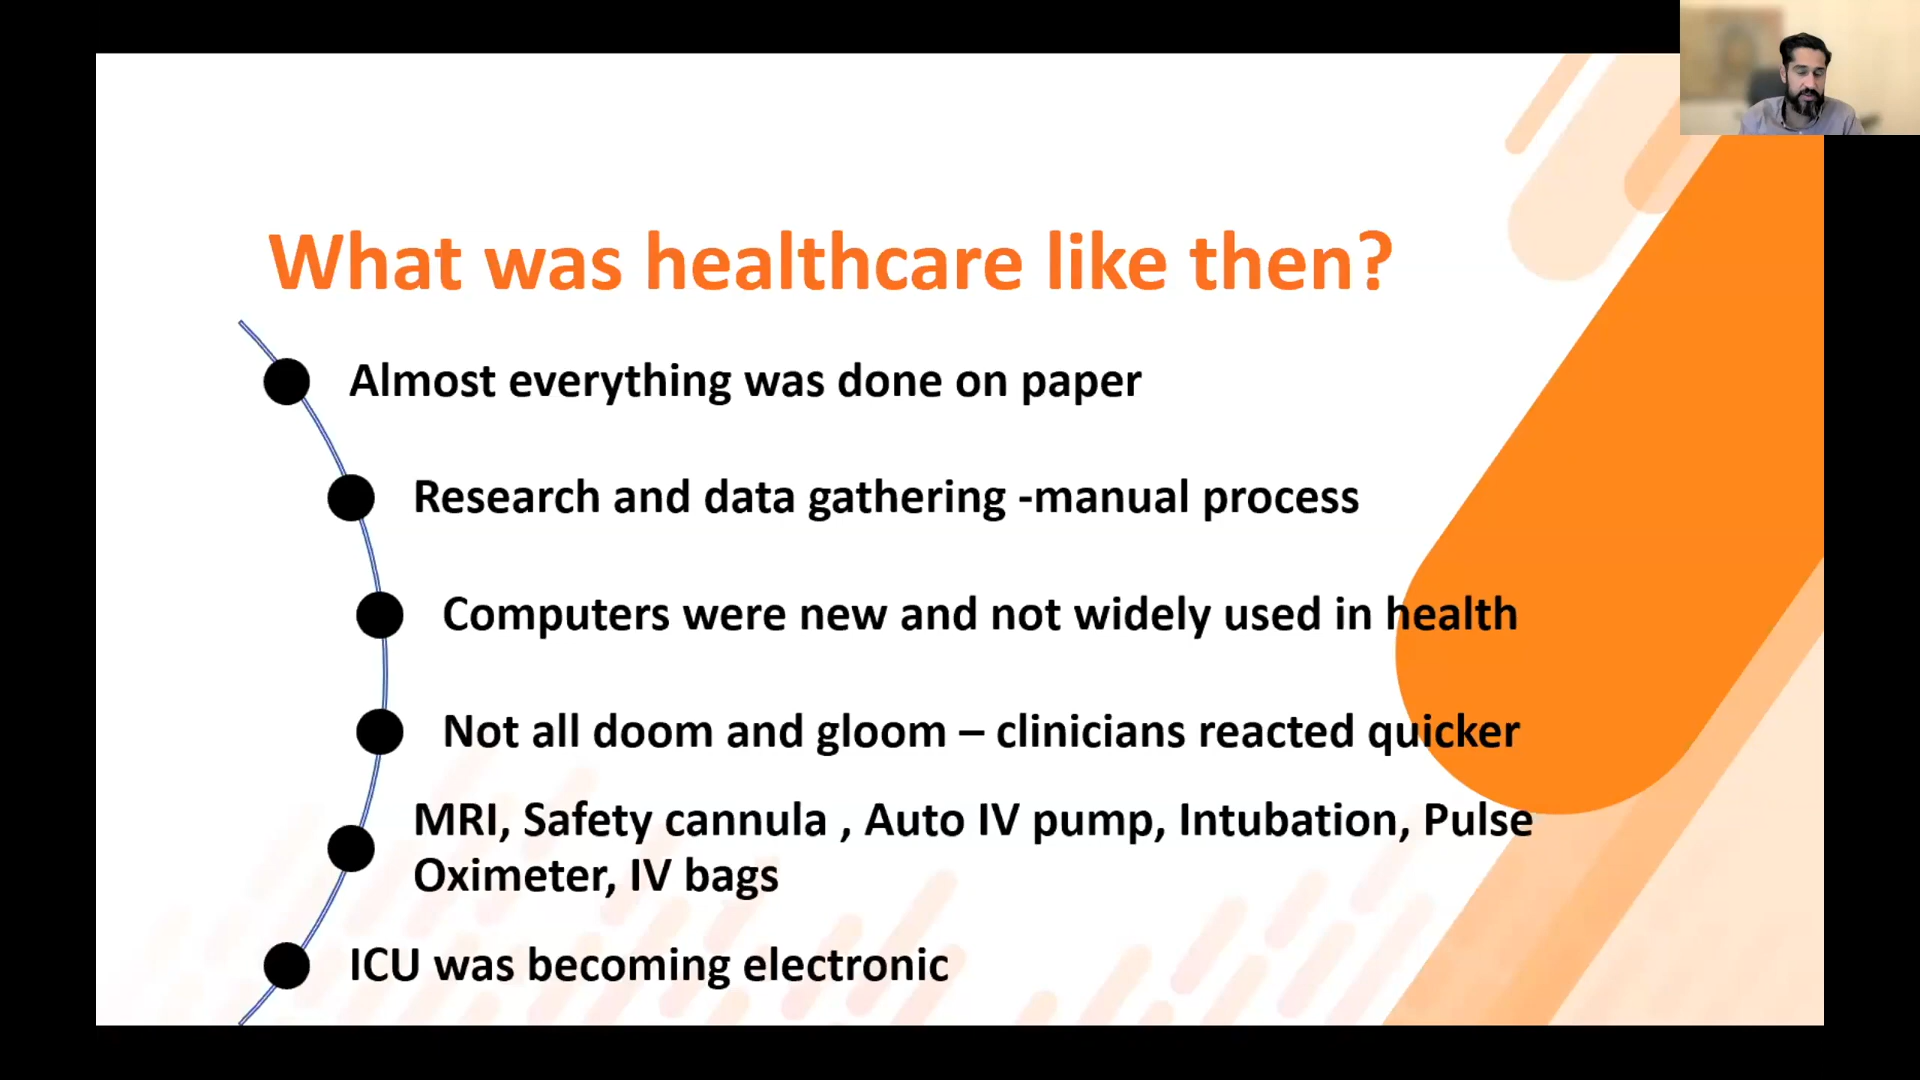 What was healthcare like then?
Almost everything was done on paper
Research and data gathering -manual process
Computers were new and not widely used in health
Not all doom and gloom – clinicians reacted quicker
MRI, Safety cannula , Auto IV pump, Intubation, Pulse
Oximeter, IV bags
ICU was becoming electronic